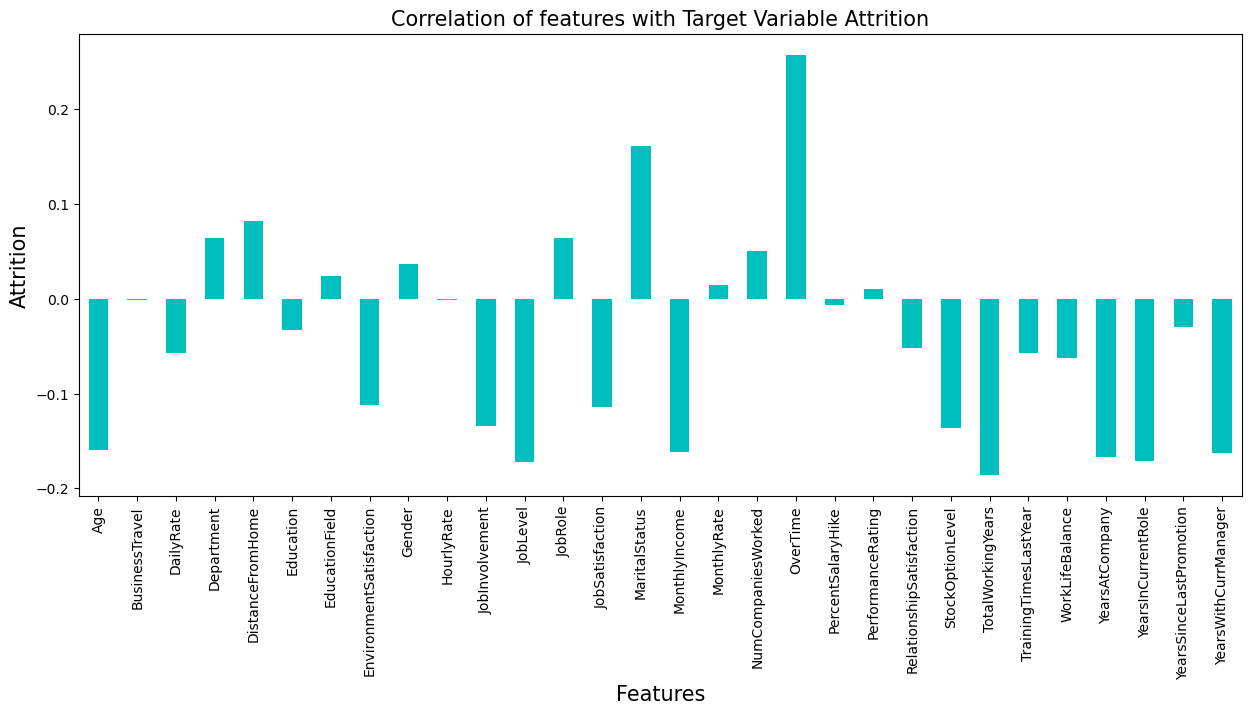 Correlation of features with Target Variable Attrition
Attrition
0.2
0.1
0.0
−0.1
−0.2
Age
BusinessTravel
DailyRate
Department
DistanceFromHome
Education
EducationField
EnvironmentSatisfaction
Gender
HourlyRate
JobInvolvement
JobLevel
JobRole
JobSatisfaction
MaritalStatus
MonthlyIncome
MonthlyRate
NumCompaniesWorked
OverTime
PercentSalaryHike
PerformanceRating
RelationshipSatisfaction
StockOptionLevel
TotalWorkingYears
TrainingTimesLastYear
WorkLifeBalance
YearsAtCompany
YearsInCurrentRole
YearsSinceLastPromotion
YearsWithCurrManager
Features